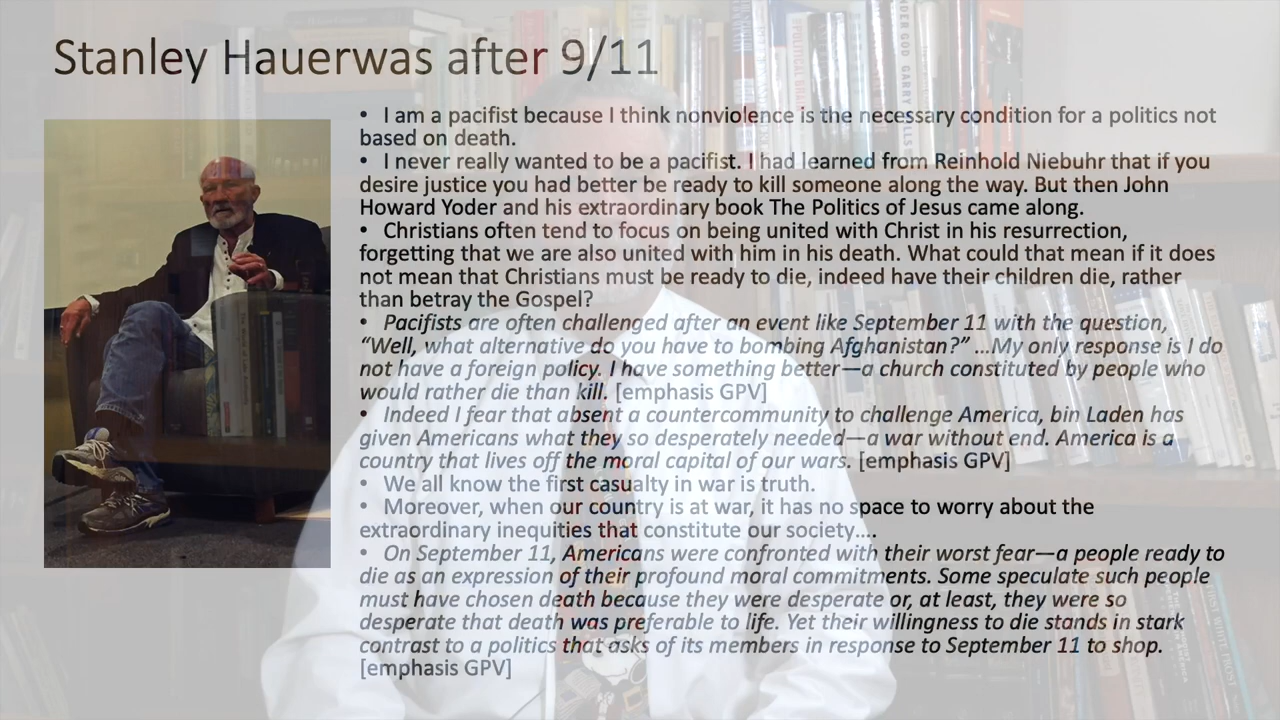 Stanley Hauerwas after 9/11
• I am a pacifist because I think nonviolence is the necessary condition for a politics not
based on death.
• I never really wanted to be a pacifist. I had learned from Reinhold Niebuhr that if you
desire justice you had better be ready to kill someone along the way. But then John
Howard Yoder and his extraordinary book The Politics of Jesus came along.
• Christians often tend to focus on being united with Christ in his resurrection,
forgetting that we are also united with him in his death. What could that mean if it does
not mean that Christians must be ready to die, indeed have their children die, rather
than betray the Gospel?
• Pacifists are often challenged after an event like September 11 with the question,
“Well, what alternative do you have to bombing Afghanistan?” …My only response is I do
not have a foreign policy. I have something better—a church constituted by people who
would rather die than kill. [emphasis GPV]
• Indeed I fear that absent a countercommunity to challenge America, bin Laden has
given Americans what they so desperately needed—a war without end. America is a
country that lives off the moral capital of our wars. [emphasis GPV]
• We all know the first casualty in war is truth.
• Moreover, when our country is at war, it has no space to worry about the
extraordinary inequities that constitute our society….
• On September 11, Americans were confronted with their worst fear—a people ready to
die as an expression of their profound moral commitments. Some speculate such people
must have chosen death because they were desperate or, at least, they were so
desperate that death was preferable to life. Yet their willingness to die stands in stark
contrast to a politics that asks of its members in response to September 11 to shop.
[emphasis GPV]